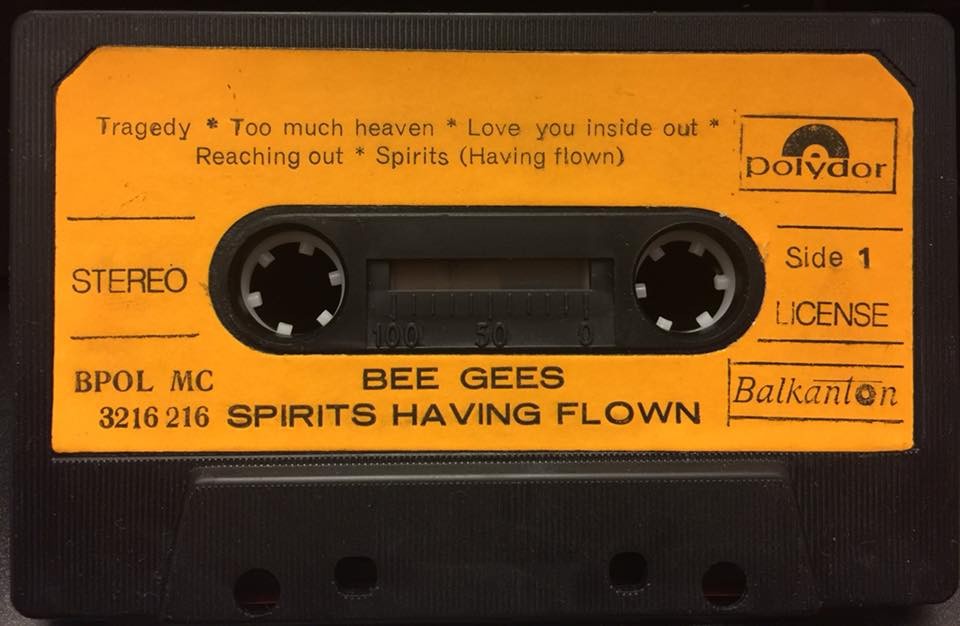 Tragedy * Too much heaven * Love you inside out *
Reaching out * Spirits (Having flown)
polydor
STEREO
Side 1
LICENSE
100 50 0
BPOL MC
3216 216
BEE GEES
SPIRITS HAVING FLOWN
Balkanton